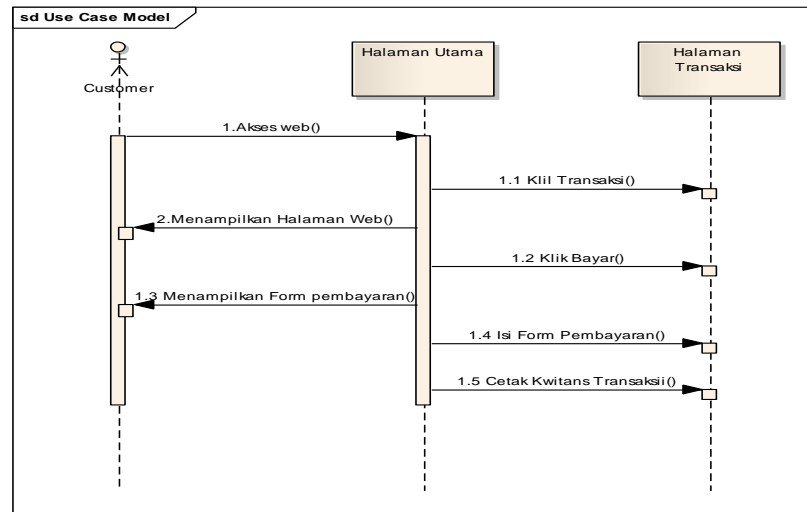 sd Use Case Model
Customer
Halaman Utama
Halaman
Transaksi
1.Akses web()
1.1 Klil Transaksi()
2.Menampilkan Halaman Web()
1.2 Klik Bayar()
1.3 Menampilkan Form pembayaran()
1.4 Isi Form Pembayaran()
1.5 Cetak Kwitans Transaksii()